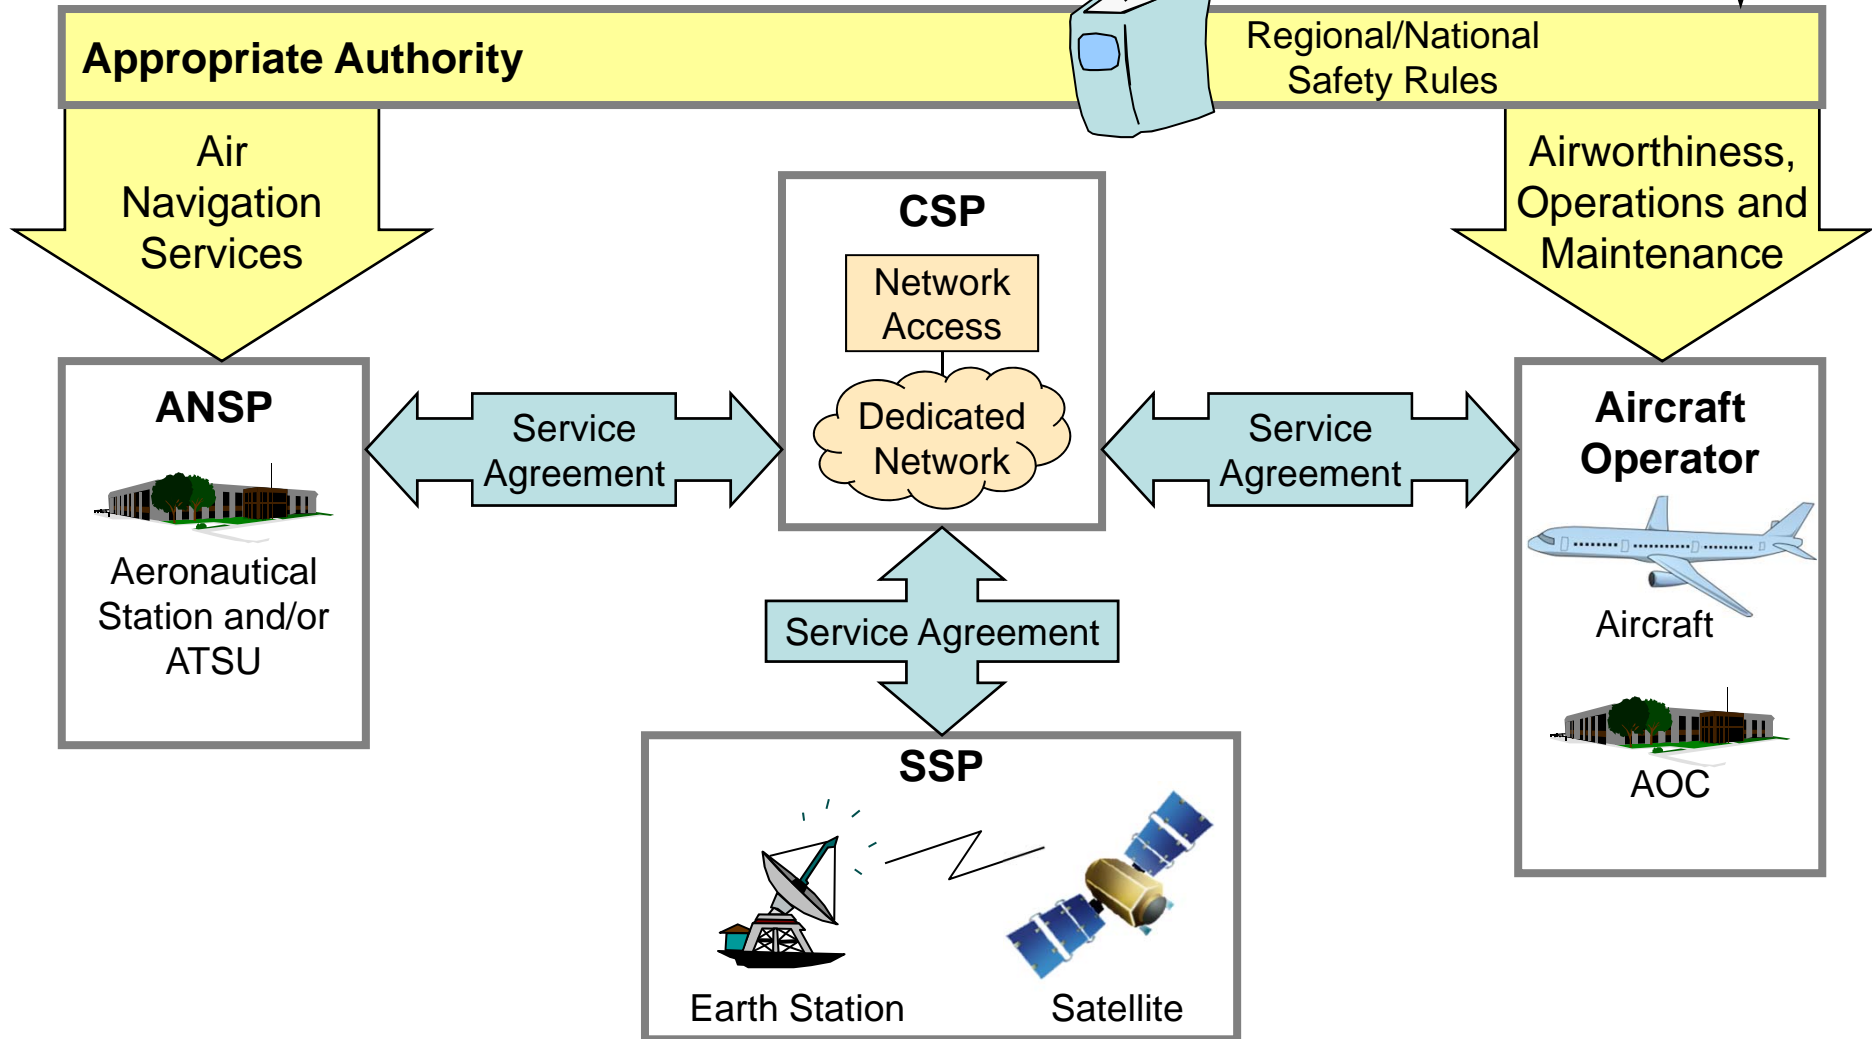 Appropriate Authority
Regional/National
Safety Rules
Air
Navigation
Services
Airworthiness,
Operations and
Maintenance
CSP
Network
Access
Dedicated
Network
ANSP
Aeronautical
Station and/or
ATSU
Service
Agreement
Service
Agreement
Aircraft
Operator
Aircraft
AOC
Service Agreement
SSP
Earth Station
Satellite